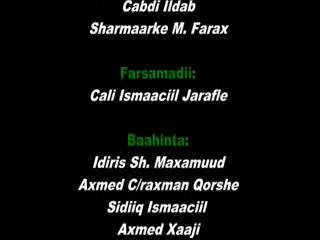 Cabdi Ildab
Sharmaarke M. Farax
Farsamadii:
Cali Ismaaciil Jarafle
Baahinta:
Idiris Sh. Maxamuud
Axmed C/raxman Qorshe
Sidiiq Ismaaciil
Axmed Xaaji